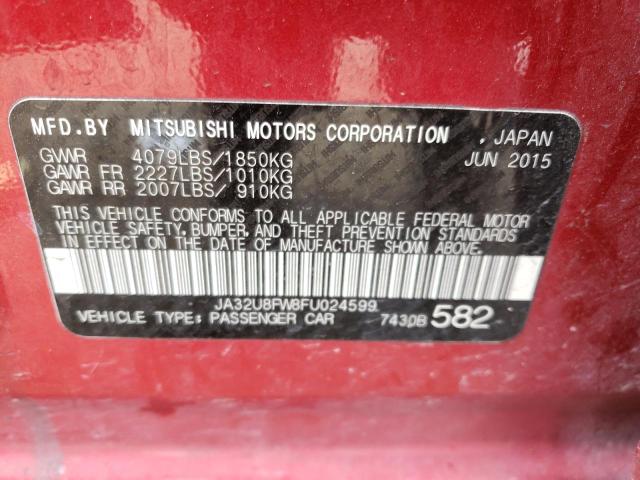 MFD.BY MITSUBISHI MOTORS CORPORATION , JAPAN
GVWR 4079LBS/1850KG JUN 2015
GAWR FR 2227LBS/1010KG
GAWR RR 2007LBS/ 910KG
THIS VEHICLE CONFORMS TO ALL APPLICABLE FEDERAL MOTOR
VEHICLE SAFETY, BUMPER, AND THEFT PREVENTION STANDARDS
IN EFFECT ON THE DATE OF MANUFACTURE SHOWN ABOVE.
JA32U8FW8FU024599
VEHICLE TYPE: PASSENGER CAR 7430B 582